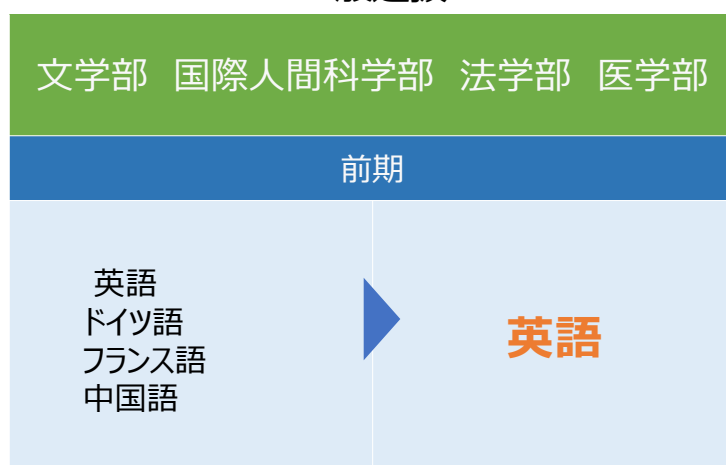 文学部 国際人間科学部 法学部 医学部
前期
英語
ドイツ語
フランス語
中国語
英語